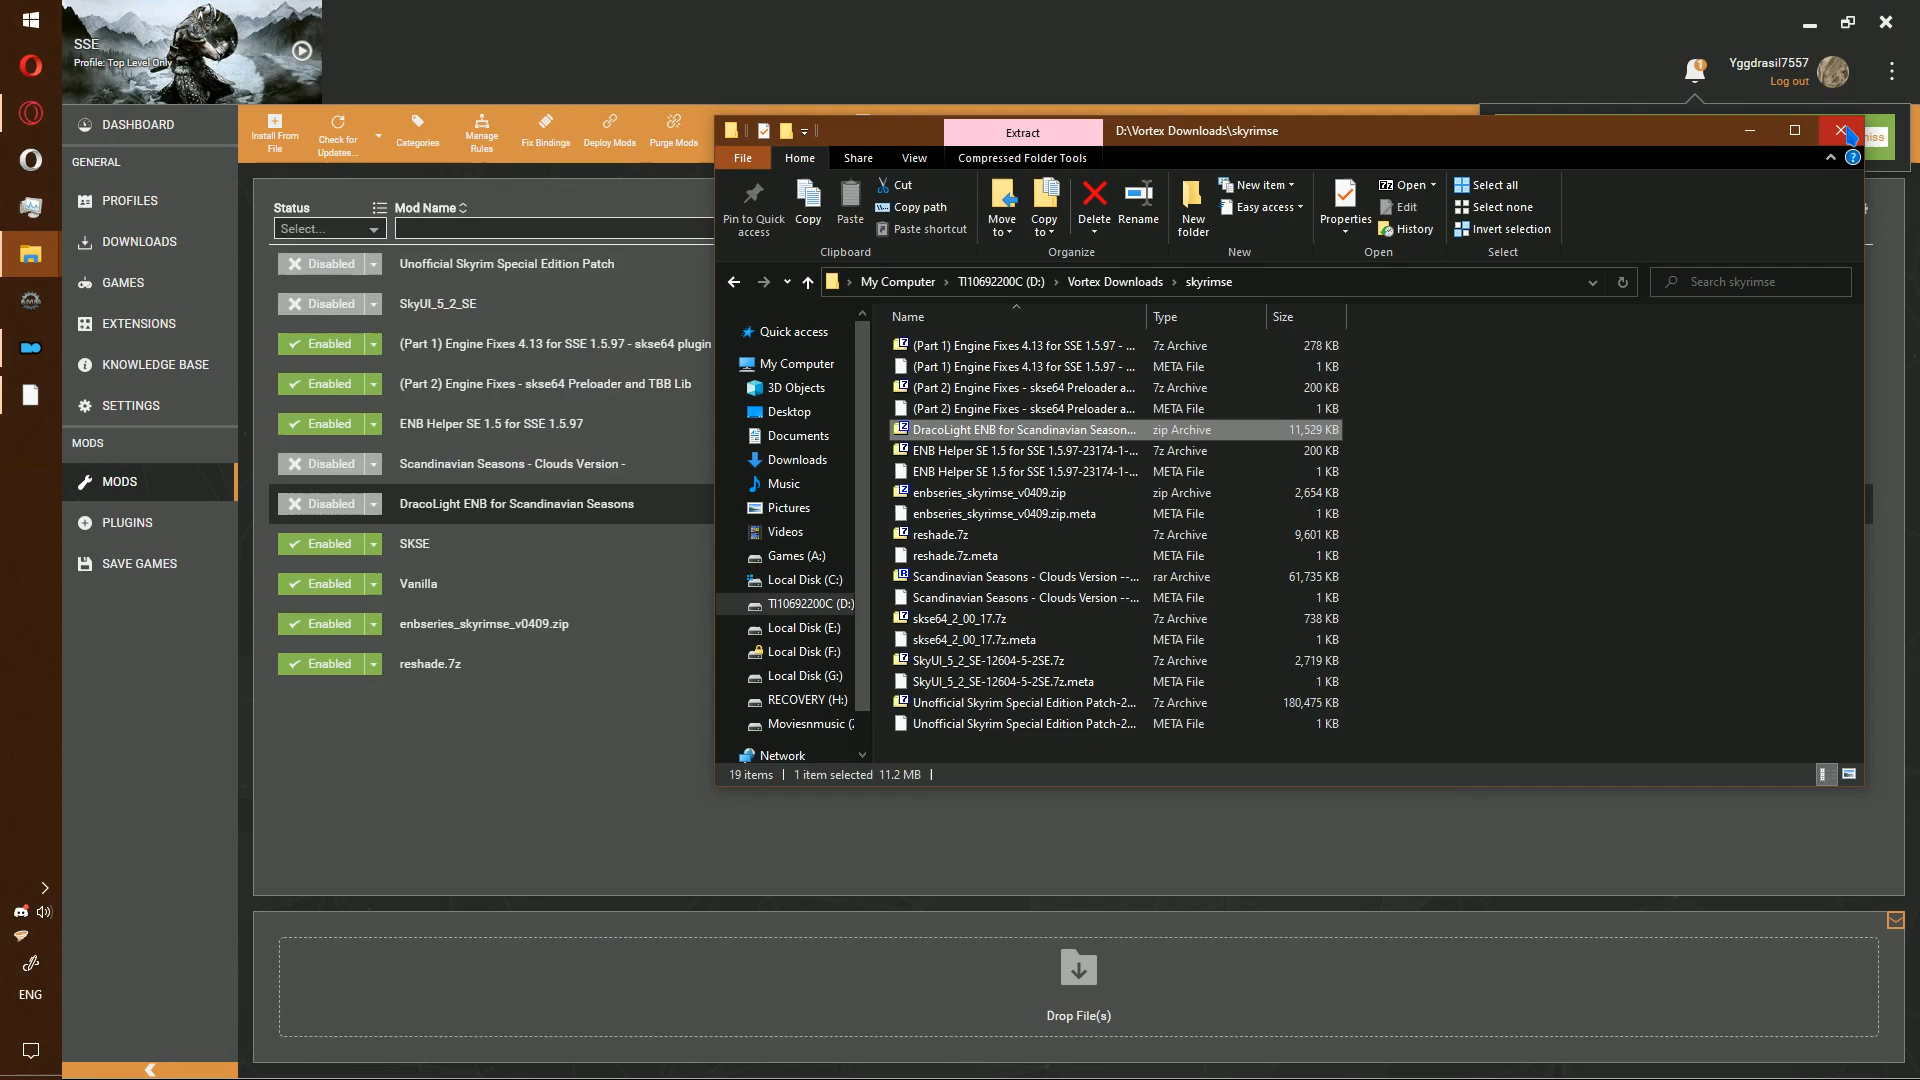 SSE
Profile: Top Level Only
Yggdrasil7557
Log out
1
DASHBOARD
GENERAL
PROFILES
DOWNLOADS
GAMES
EXTENSIONS
KNOWLEDGE BASE
SETTINGS
MODS
MODS
PLUGINS
SAVE GAMES
ENG
Install From File
Check for Updates...
Categories
Manage Rules
Fix Bindings
Deploy Mods
Purge Mods
Status
Mod Name
Select...
Disabled Unofficial Skyrim Special Edition Patch
Disabled SkyUI_5_2_SE
Enabled (Part 1) Engine Fixes 4.13 for SSE 1.5.97 - skse64 plugin
Enabled (Part 2) Engine Fixes - skse64 Preloader and TBB Lib
Enabled ENB Helper SE 1.5 for SSE 1.5.97
Disabled Scandinavian Seasons - Clouds Version -
Disabled DracoLight ENB for Scandinavian Seasons
Enabled SKSE
Enabled Vanilla
Enabled enbseries_skyrimse_v0409.zip
Enabled reshade.7z
Extract
D:\Vortex Downloads\skyrimse
File Home Share View Compressed Folder Tools
Pin to Quick access
Copy
Paste
Cut
Copy path
Paste shortcut
Clipboard
Move to
Copy to
Delete
Rename
Organize
New folder
New item
Easy access
New
Properties
Open
Edit
History
Open
Select all
Select none
Invert selection
Select
My Computer TI10692200C (D:) Vortex Downloads skyrimse
Search skyrimse
Quick access
My Computer
3D Objects
Desktop
Documents
Downloads
Music
Pictures
Videos
Games (A:)
Local Disk (C:)
TI10692200C (D:)
Local Disk (E:)
Local Disk (F:)
Local Disk (G:)
RECOVERY (H:)
Moviesnmusic (
Network
Name Type Size
(Part 1) Engine Fixes 4.13 for SSE 1.5.97 - ... 7z Archive 278 KB
(Part 1) Engine Fixes 4.13 for SSE 1.5.97 - ... META File 1 KB
(Part 2) Engine Fixes - skse64 Preloader a... 7z Archive 200 KB
(Part 2) Engine Fixes - skse64 Preloader a... META File 1 KB
DracoLight ENB for Scandinavian Season... zip Archive 11,529 KB
ENB Helper SE 1.5 for SSE 1.5.97-23174-1-... 7z Archive 200 KB
ENB Helper SE 1.5 for SSE 1.5.97-23174-1-... META File 1 KB
enbseries_skyrimse_v0409.zip zip Archive 2,654 KB
enbseries_skyrimse_v0409.zip.meta META File 1 KB
reshade.7z 7z Archive 9,601 KB
reshade.7z.meta META File 1 KB
Scandinavian Seasons - Clouds Version --... rar Archive 61,735 KB
Scandinavian Seasons - Clouds Version --... META File 1 KB
skse64_2_00_17.7z 7z Archive 738 KB
skse64_2_00_17.7z.meta META File 1 KB
SkyUI_5_2_SE-12604-5-2SE.7z 7z Archive 2,719 KB
SkyUI_5_2_SE-12604-5-2SE.7z.meta META File 1 KB
Unofficial Skyrim Special Edition Patch-2... 7z Archive 180,475 KB
Unofficial Skyrim Special Edition Patch-2... META File 1 KB
19 items 1 item selected 11.2 MB
Drop File(s)